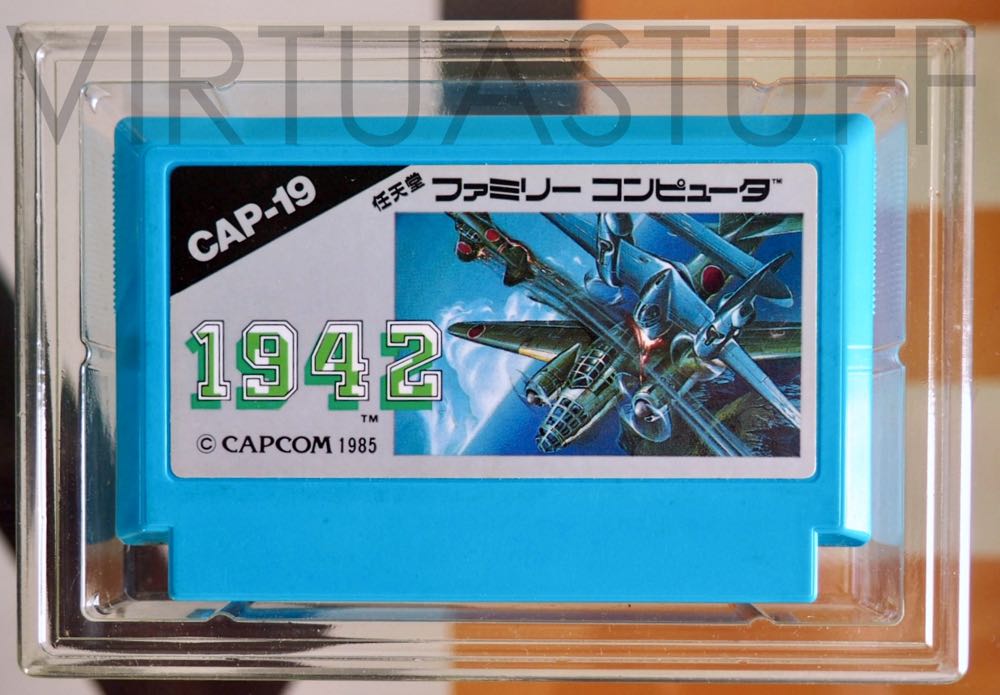 VIRTUASTUFF
CAP-19
任天堂 ファミリー コンピュータ™
1942
™
© CAPCOM 1985